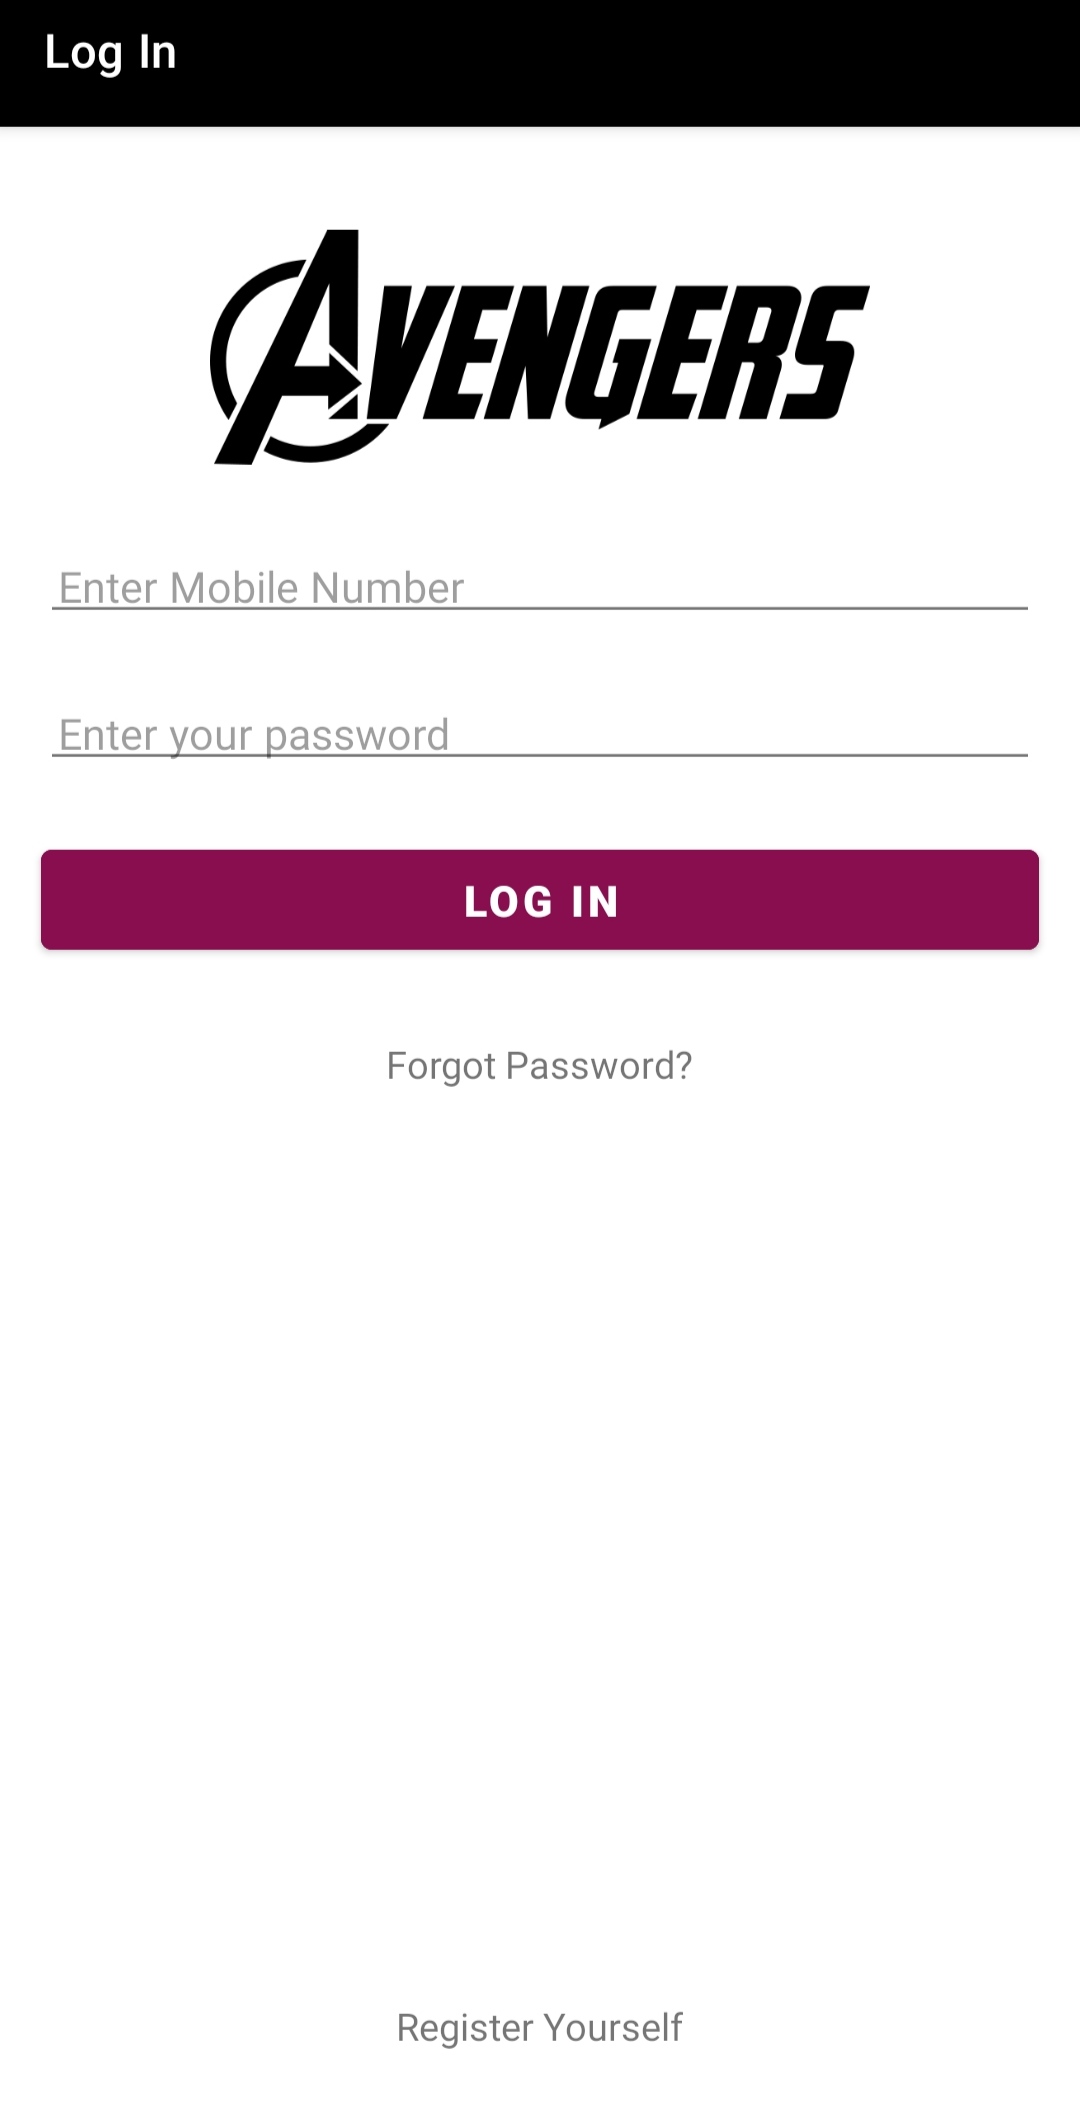 Log In
AVENGERS
Enter Mobile Number
Enter your password
LOG IN
Forgot Password?
Register Yourself